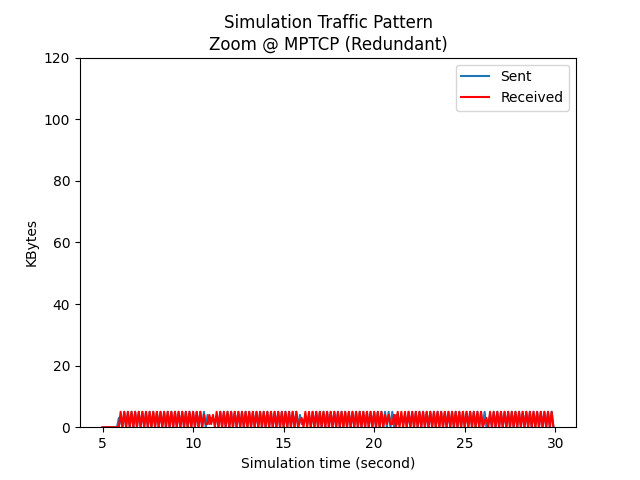 Simulation Traffic Pattern
Zoom @ MPTCP (Redundant)
Sent
Received
120
100
80
60
40
20
0
KBytes
5 10 15 20 25 30
Simulation time (second)